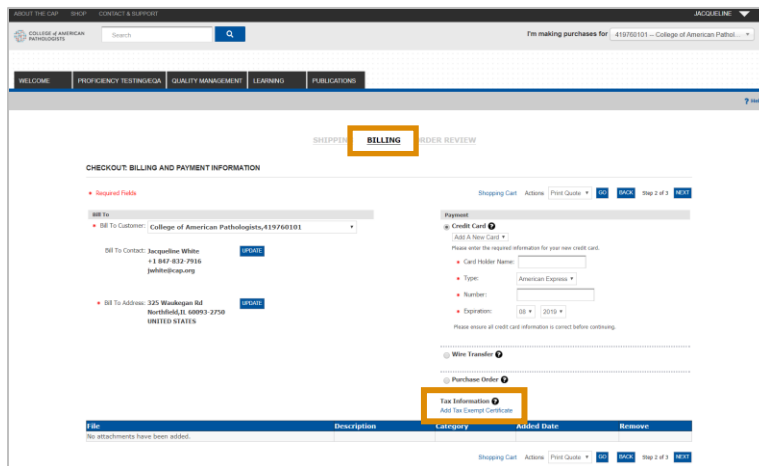 ABOUT THE CAP SHOP CONTACT & SUPPORT JACQUELINE
COLLEGE of AMERICAN PATHOLOGISTS
Search
I'm making purchases for 419760101 -- College of American Pathol...
WELCOME PROFICIENCY TESTING/EQA QUALITY MANAGEMENT LEARNING PUBLICATIONS
? Hel
SHIPPING BILLING ORDER REVIEW
CHECKOUT: BILLING AND PAYMENT INFORMATION
* Required Fields
Shopping Cart Actions Print Quote GO BACK Step 2 of 3 NEXT
Bill To
* Bill To Customer: College of American Pathologists,419760101
Bill To Contact: Jacqueline White UPDATE
+1 847-832-7916
jwhite@cap.org
* Bill To Address: 325 Waukegan Rd UPDATE
Northfield,IL 60093-2750
UNITED STATES
Payment
Credit Card ?
Add A New Card
Please enter the required information for your new credit card.
* Card Holder Name:
* Type: American Express
* Number:
* Expiration: 08 2019
Please ensure all credit card information is correct before continuing.
Wire Transfer ?
Purchase Order ?
Tax Information ?
Add Tax Exempt Certificate
File Description Category Added Date Remove
No attachments have been added.
Shopping Cart Actions Print Quote GO BACK Step 2 of 3 NEXT